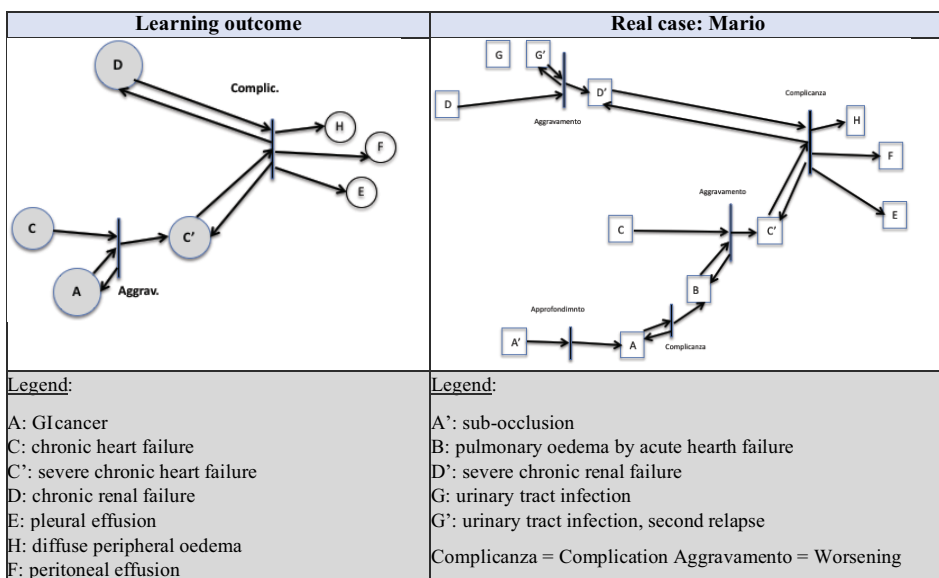 Learning outcome
Real case: Mario
D
Complic.
H
F
E
C
C'
A
Aggrav.
G
G'
D
D'
Aggravamento
Complicanza
H
F
E
Aggravamento
C
C'
B
Approfondimnto
A'
A
Complicanza
Legend:
A: GI cancer
C: chronic heart failure
C’: severe chronic heart failure
D: chronic renal failure
E: pleural effusion
H: diffuse peripheral oedema
F: peritoneal effusion
Legend:
A’: sub-occlusion
B: pulmonary oedema by acute hearth failure
D’: severe chronic renal failure
G: urinary tract infection
G’: urinary tract infection, second relapse
Complicanza = Complication Aggravamento = Worsening